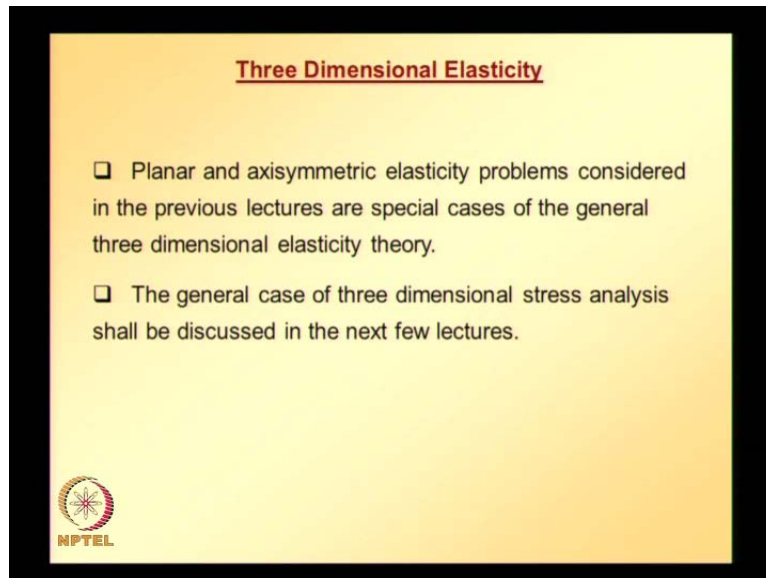 Three Dimensional Elasticity
❑ Planar and axisymmetric elasticity problems considered
in the previous lectures are special cases of the general
three dimensional elasticity theory.
❑ The general case of three dimensional stress analysis
shall be discussed in the next few lectures.
NPTEL